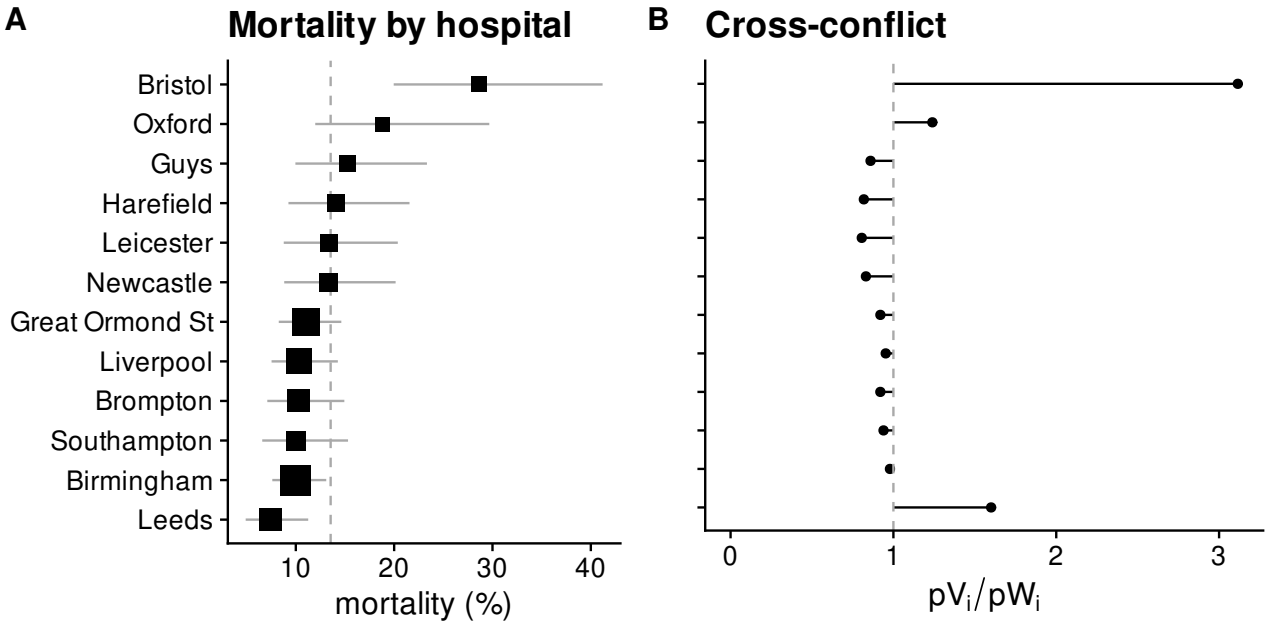 A Mortality by hospital
Bristol
Oxford
Guys
Harefield
Leicester
Newcastle
Great Ormond St
Liverpool
Brompton
Southampton
Birmingham
Leeds
10 20 30 40
mortality (%)
B Cross-conflict
0 1 2 3
pVᵢ/pWᵢ